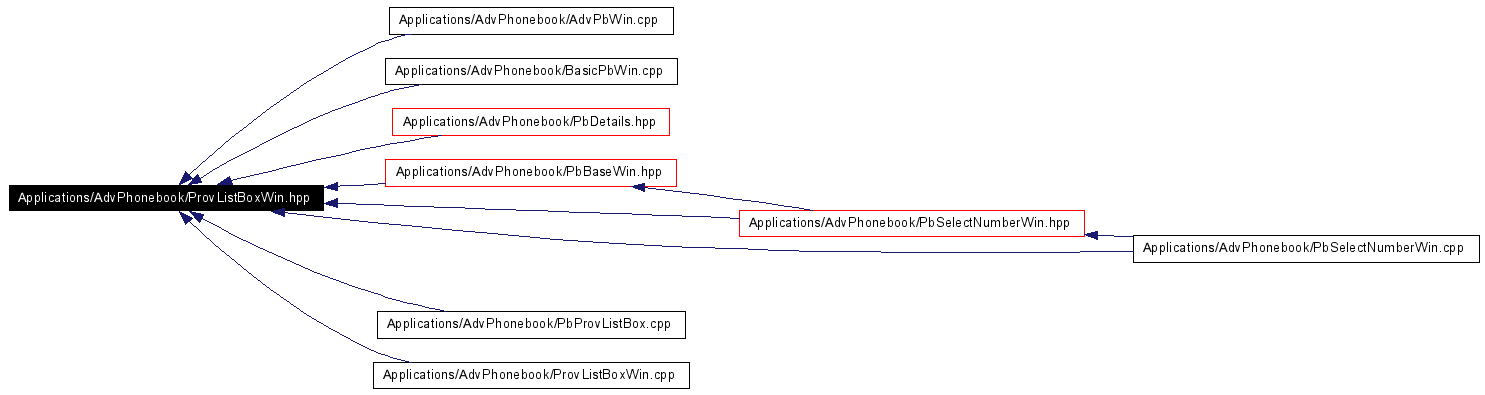 Applications/AdvPhonebook/AdvPbWin.cpp
Applications/AdvPhonebook/BasicPbWin.cpp
Applications/AdvPhonebook/PbDetails.hpp
Applications/AdvPhonebook/PbBaseWin.hpp
Applications/AdvPhonebook/ProvListBoxWin.hpp
Applications/AdvPhonebook/PbSelectNumberWin.hpp
Applications/AdvPhonebook/PbSelectNumberWin.cpp
Applications/AdvPhonebook/PbProvListBox.cpp
Applications/AdvPhonebook/ProvListBoxWin.cpp